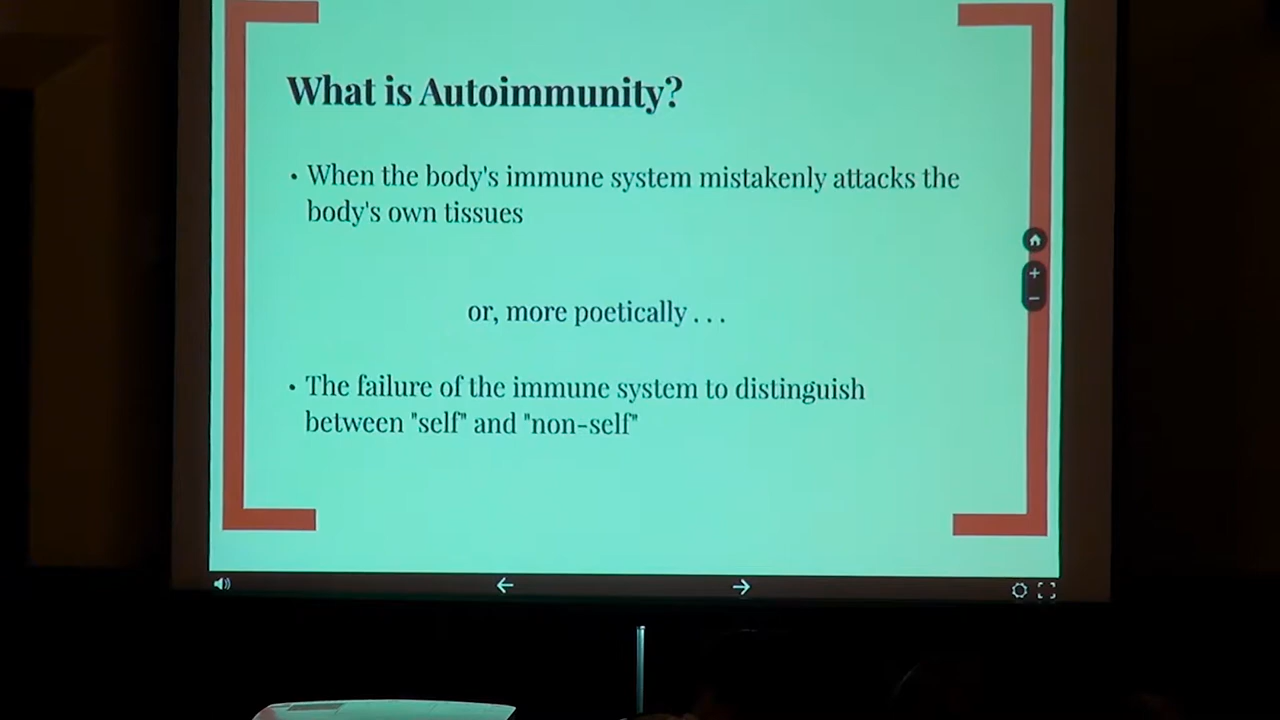 What is Autoimmunity?
• When the body's immune system mistakenly attacks the
body's own tissues
or, more poetically . . .
• The failure of the immune system to distinguish
between "self" and "non-self"